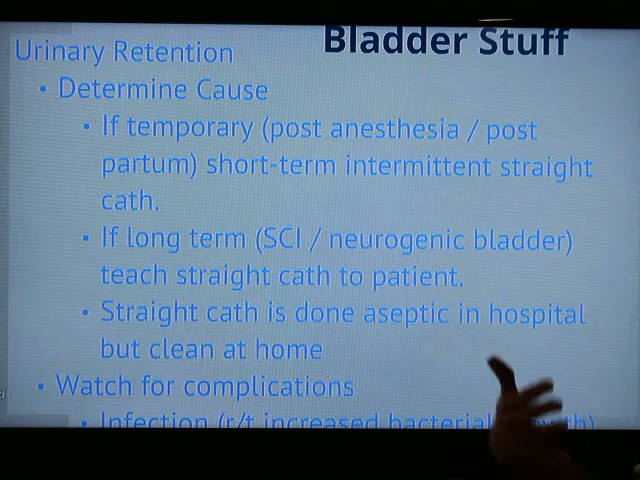 Bladder Stuff
Urinary Retention
• Determine Cause
• If temporary (post anesthesia / post
partum) short-term intermittent straight
cath.
• If long term (SCI / neurogenic bladder)
teach straight cath to patient.
• Straight cath is done aseptic in hospital
but clean at home
• Watch for complications
• Infection (r/t increased bacterial